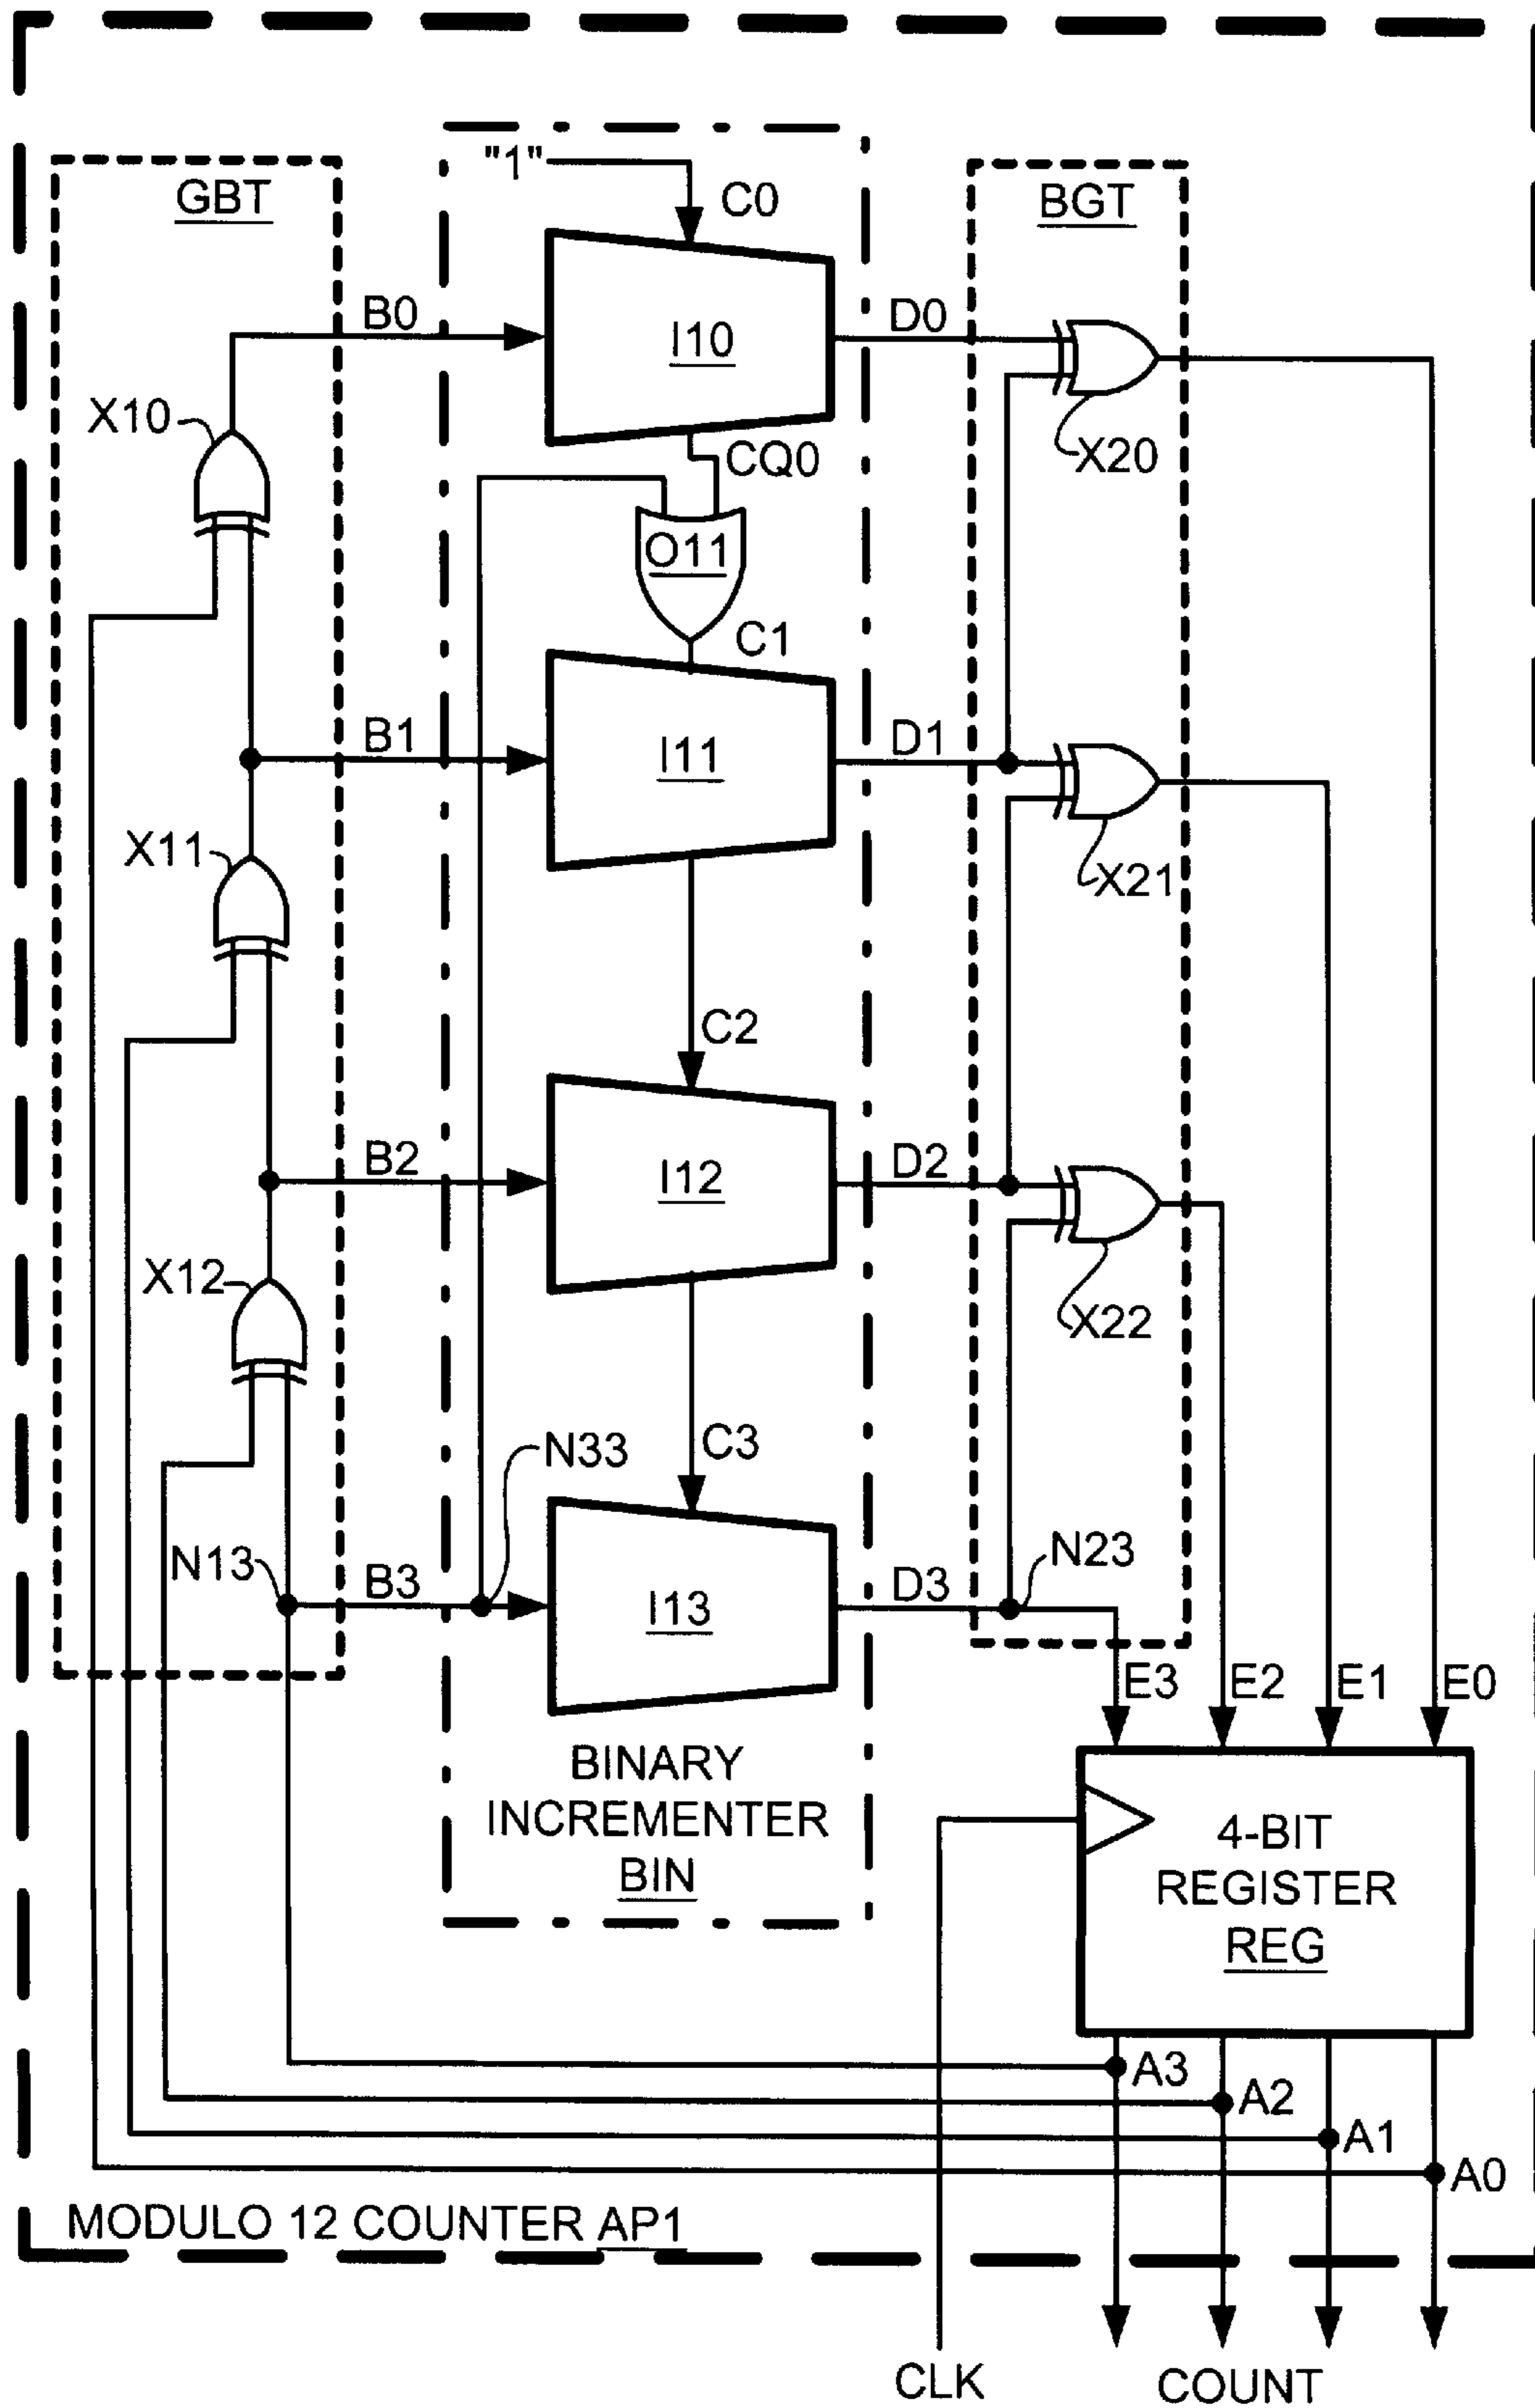 "1"
GBT
C0
BGT
B0
I10
D0
X10
CQ0
X20
O11
C1
B1
I11
D1
X11
X21
C2
B2
I12
D2
X12
X22
C3
N33
N13
B3
I13
D3
N23
E3 E2 E1 E0
BINARY
INCREMENTER
BIN
4-BIT
REGISTER
REG
A3
A2
A1
A0
MODULO 12 COUNTER AP1
CLK
COUNT